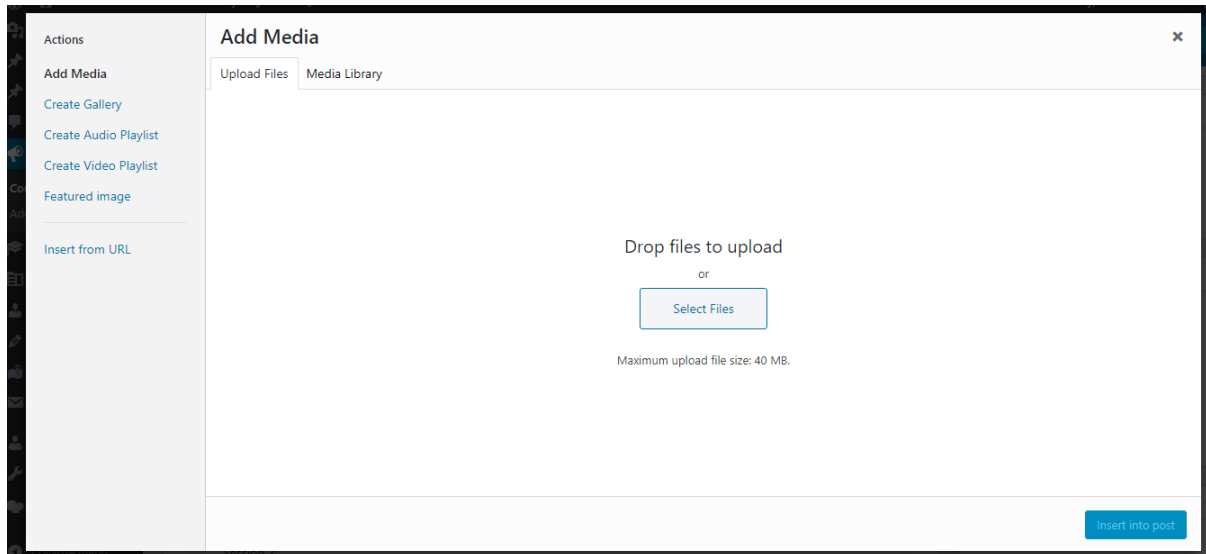 Actions
Add Media
Create Gallery
Create Audio Playlist
Create Video Playlist
Featured image
Insert from URL
Add Media
Upload Files Media Library
Drop files to upload
or
Select Files
Maximum upload file size: 40 MB.
Insert into post